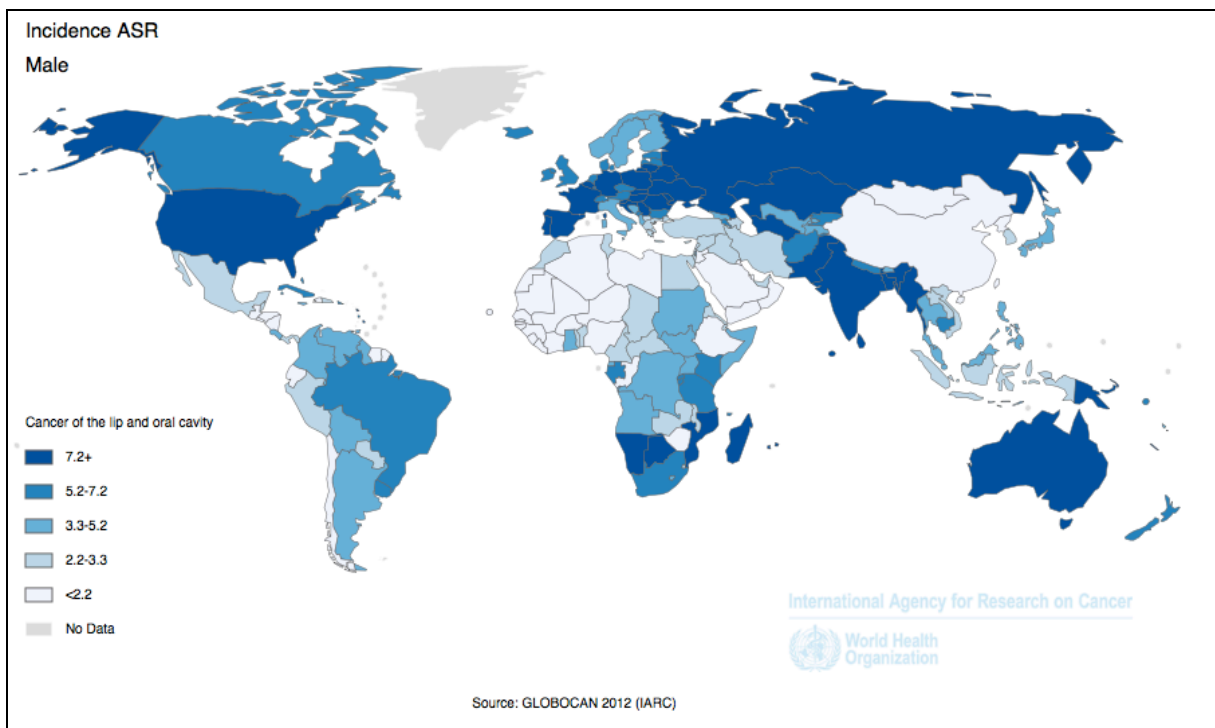 Incidence ASR
Male
Cancer of the lip and oral cavity
7.2+
5.2-7.2
3.3-5.2
2.2-3.3
<2.2
No Data
International Agency for Research on Cancer
World Health
Organization
Source: GLOBOCAN 2012 (IARC)